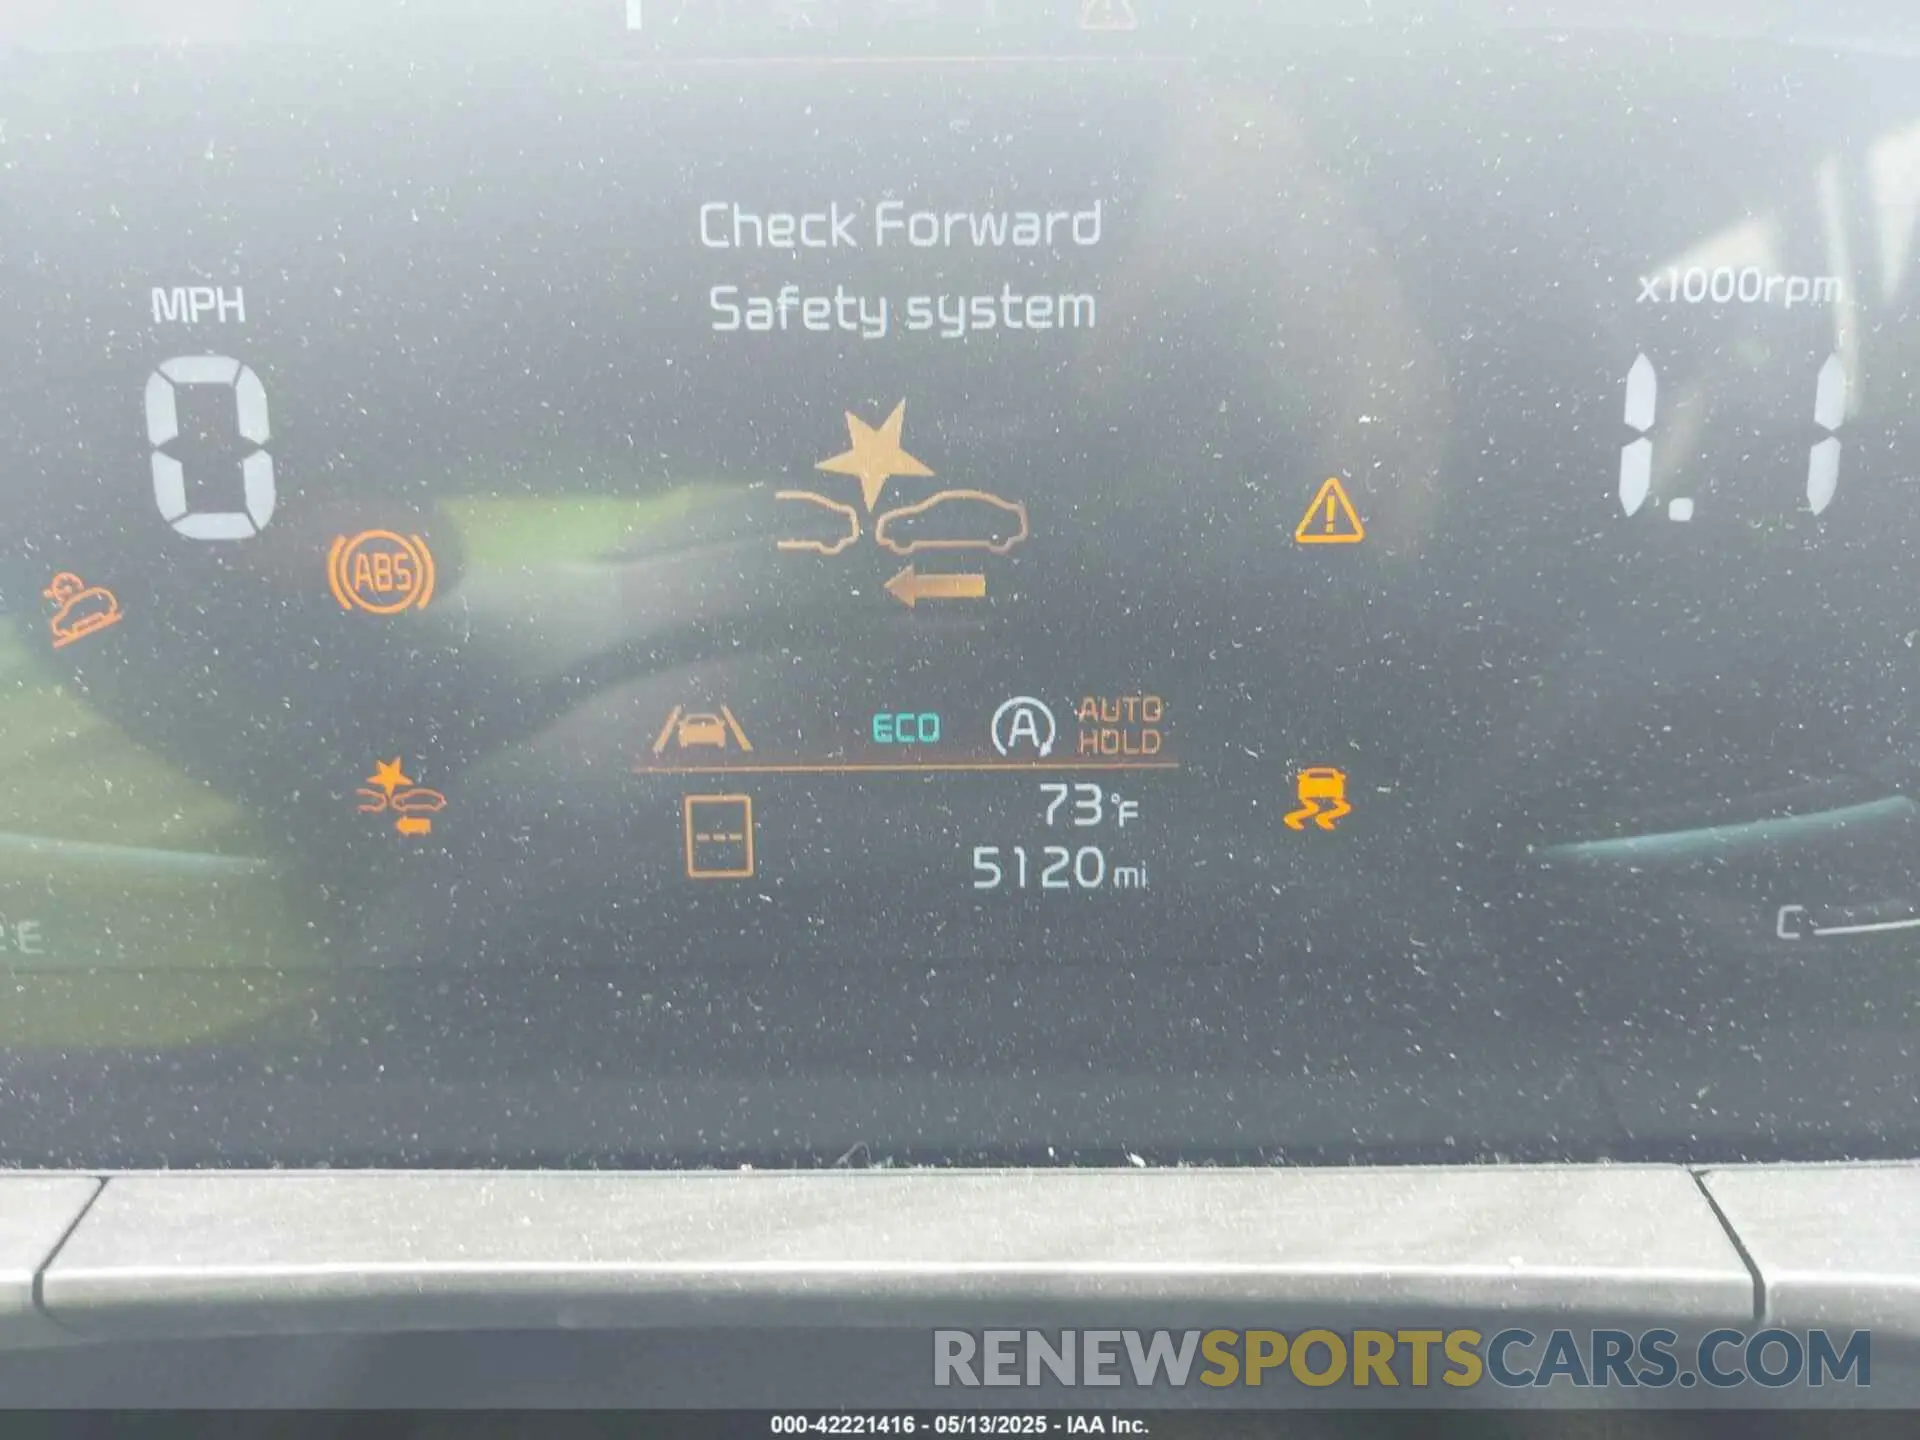 Check Forward
Safety system
MPH
x1000rpm
0
1.1
ABS
ECO
A
AUTO
HOLD
73°F
5120 mi
E
C
RENEWSPORTSCARS.COM
000-42221416 - 05/13/2025 - IAA Inc.